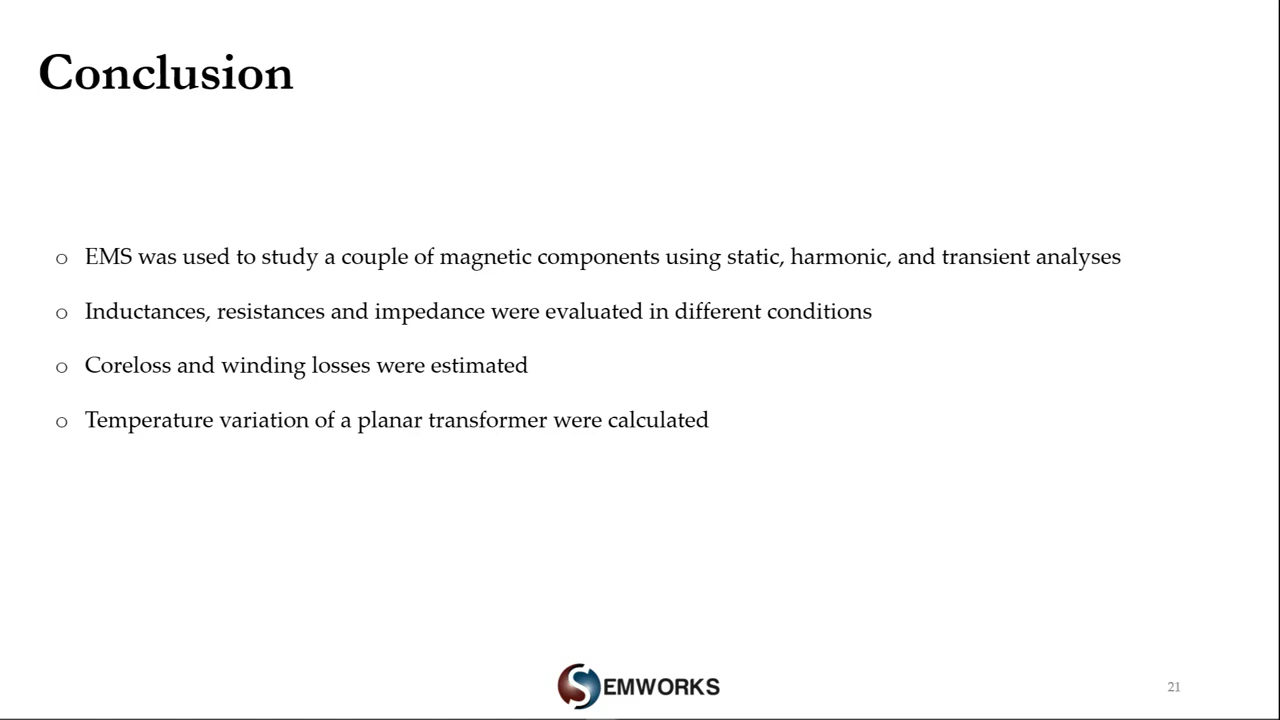 Conclusion
o EMS was used to study a couple of magnetic components using static, harmonic, and transient analyses
o Inductances, resistances and impedance were evaluated in different conditions
o Coreloss and winding losses were estimated
o Temperature variation of a planar transformer were calculated
EMWORKS
21